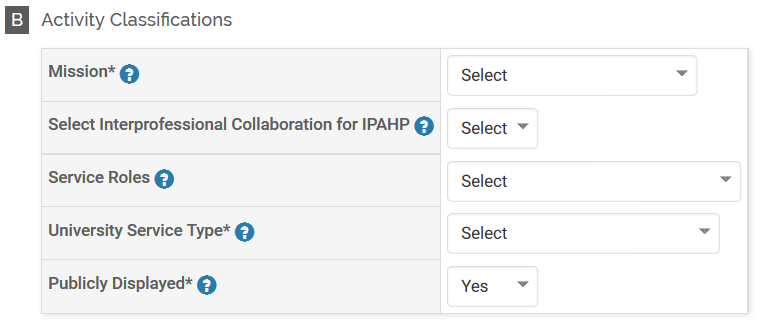 B Activity Classifications
Mission* ? Select
Select Interprofessional Collaboration for IPAHP ? Select
Service Roles ? Select
University Service Type* ? Select
Publicly Displayed* ? Yes